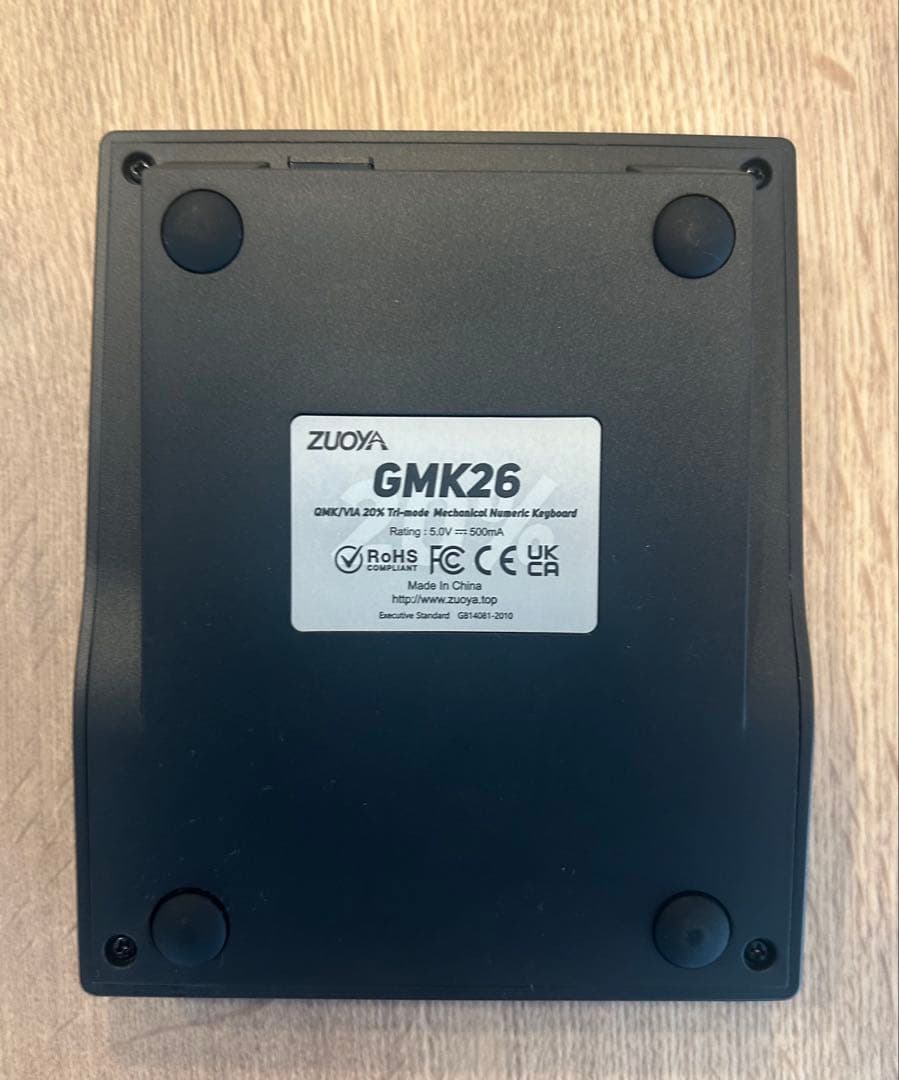 ZUOYA
GMK26
20%
QMK/VIA 20% Tri-mode Mechanical Numeric Keyboard
Rating : 5.0V ⎓ 500mA
RoHS COMPLIANT FC CE UK CA
Made In China
http://www.zuoya.top
Executive Standard GB14081-2010